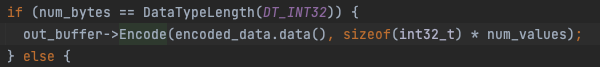 if (num_bytes == DataTypeLength(DT_INT32)) {
out_buffer->Encode(encoded_data.data(), sizeof(int32_t) * num_values);
} else {